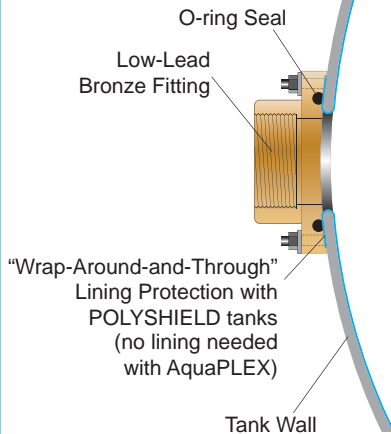 O-ring Seal
Low-Lead
Bronze Fitting
“Wrap-Around-and-Through”
Lining Protection with
POLYSHIELD tanks
(no lining needed
with AquaPLEX)
Tank Wall